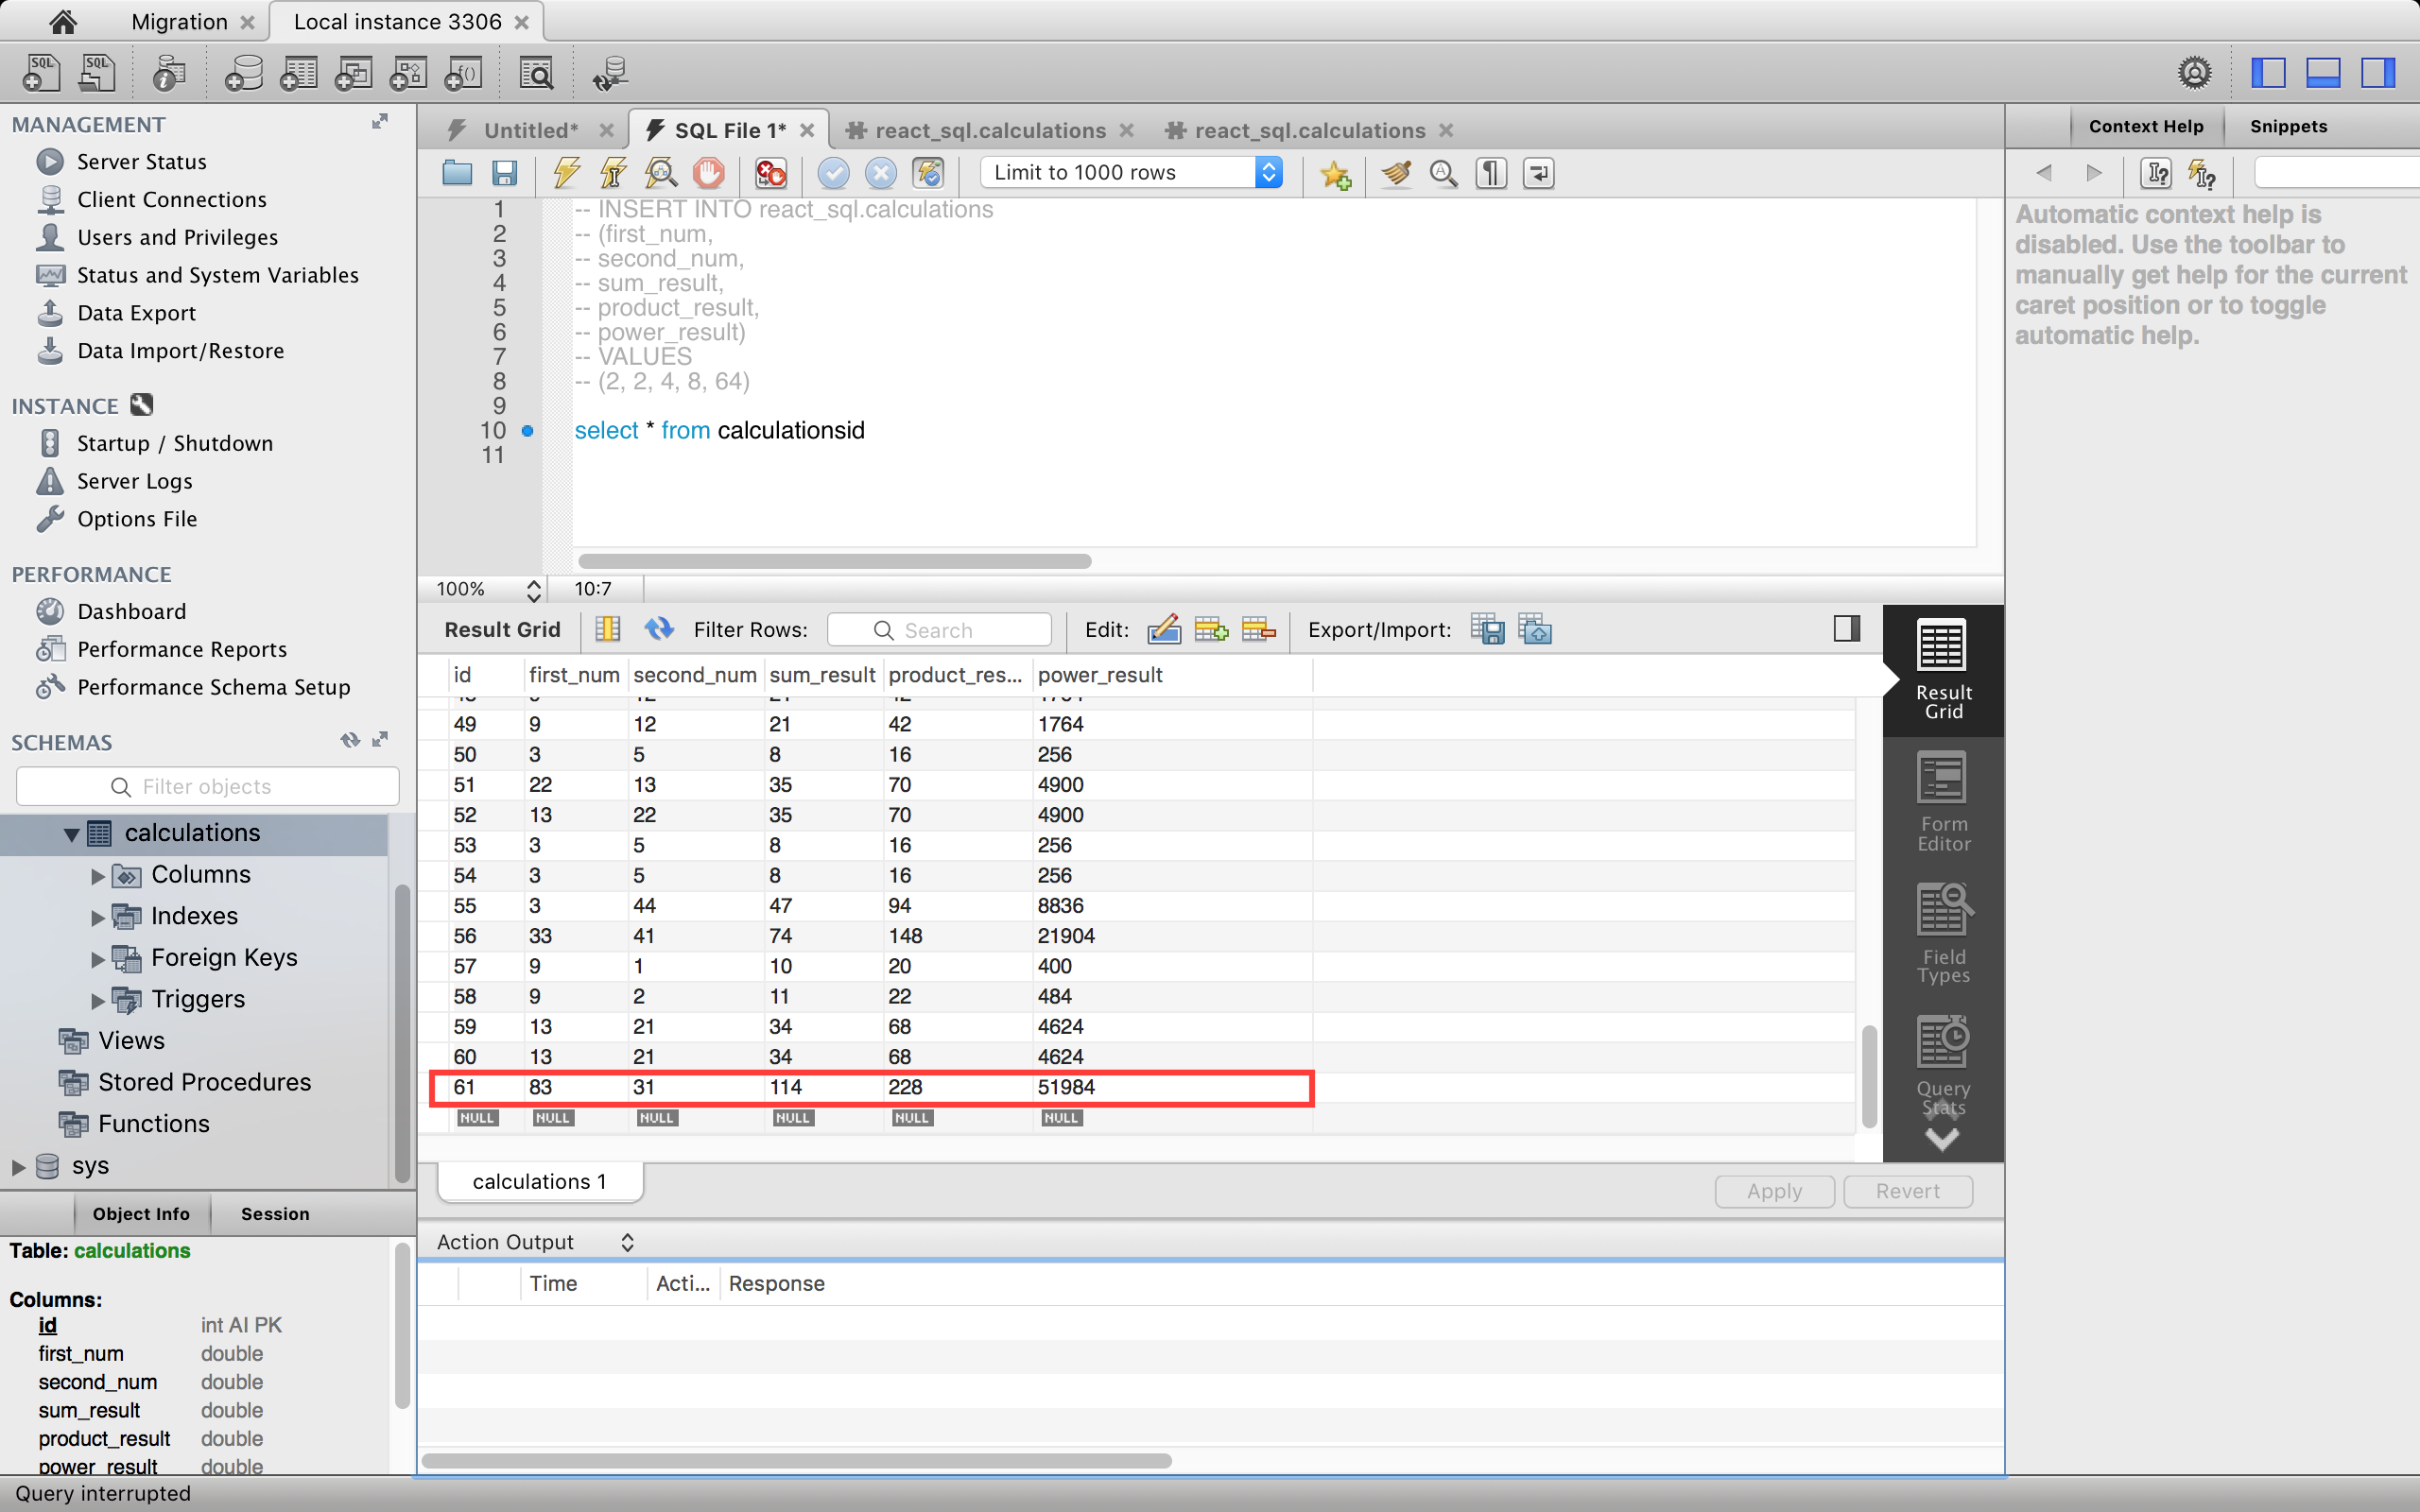 Migration
Local instance 3306
MANAGEMENT
Server Status
Client Connections
Users and Privileges
Status and System Variables
Data Export
Data Import/Restore
INSTANCE
Startup / Shutdown
Server Logs
Options File
PERFORMANCE
Dashboard
Performance Reports
Performance Schema Setup
SCHEMAS
Filter objects
calculations
Columns
Indexes
Foreign Keys
Triggers
Views
Stored Procedures
Functions
sys
Object Info Session
Table: calculations
Columns:
id int AI PK
first_num double
second_num double
sum_result double
product_result double
power_result double
Query interrupted
Untitled* SQL File 1* react_sql.calculations react_sql.calculations
Limit to 1000 rows
1 -- INSERT INTO react_sql.calculations
2 -- (first_num,
3 -- second_num,
4 -- sum_result,
5 -- product_result,
6 -- power_result)
7 -- VALUES
8 -- (2, 2, 4, 8, 64)
9
10 select * from calculationsid
11
100% 10:7
Result Grid Filter Rows: Search Edit: Export/Import:
id first_num second_num sum_result product_res... power_result
49 9 12 21 42 1764
50 3 5 8 16 256
51 22 13 35 70 4900
52 13 22 35 70 4900
53 3 5 8 16 256
54 3 5 8 16 256
55 3 44 47 94 8836
56 33 41 74 148 21904
57 9 1 10 20 400
58 9 2 11 22 484
59 13 21 34 68 4624
60 13 21 34 68 4624
61 83 31 114 228 51984
NULL NULL NULL NULL NULL NULL
Result
Grid
Form
Editor
Field
Types
Query
Stats
calculations 1
Apply Revert
Action Output
Time Acti... Response
Context Help Snippets
Automatic context help is
disabled. Use the toolbar to
manually get help for the current
caret position or to toggle
automatic help.